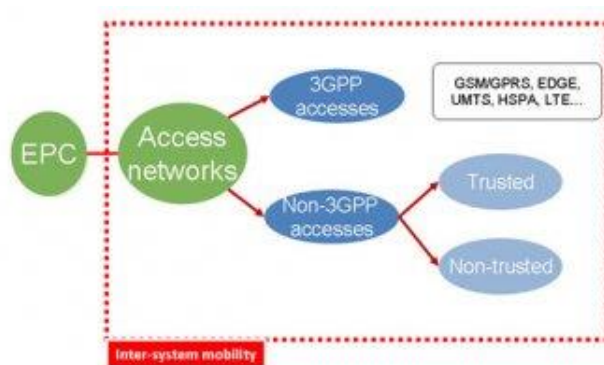 3GPP
accesses
GSM/GPRS, EDGE,
UMTS, HSPA, LTE...
EPC
Access
networks
Trusted
Non-3GPP
accesses
Non-trusted
Inter-system mobility